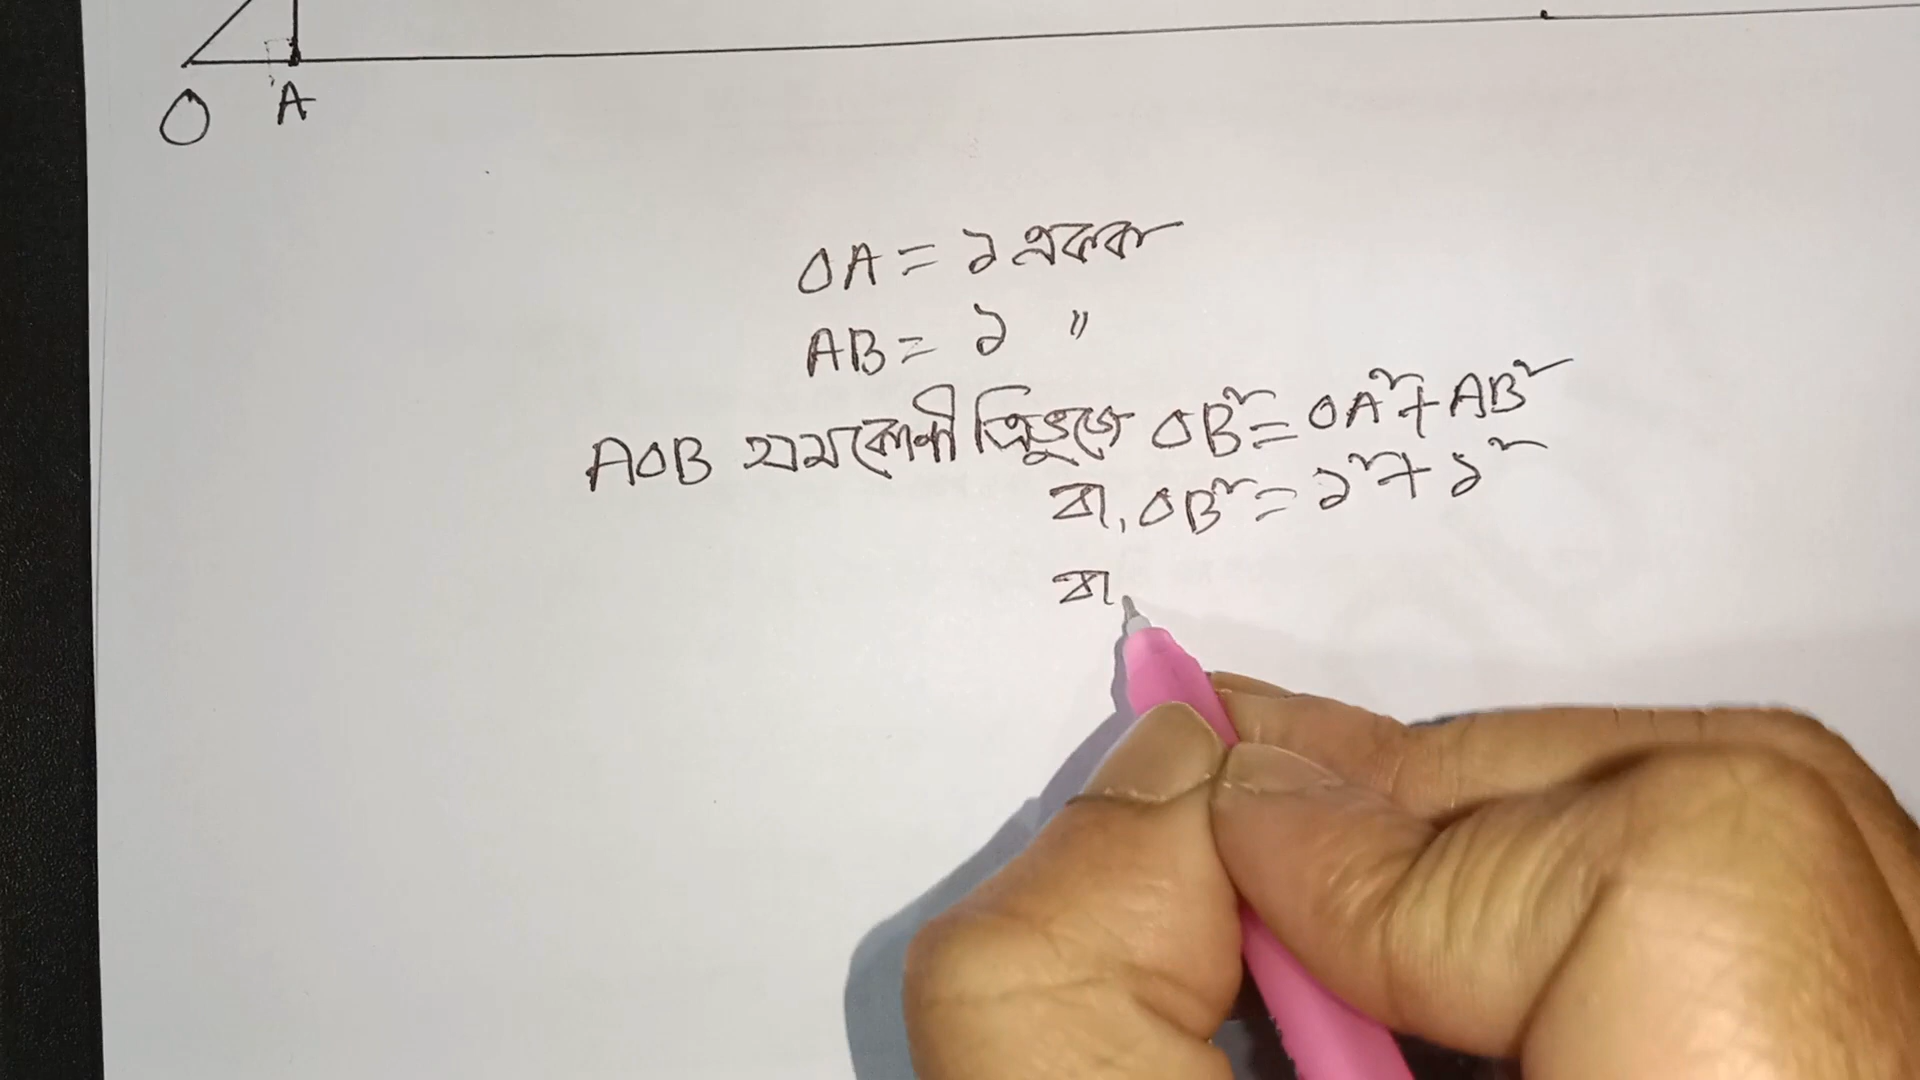 O A
OA = ১ একক
AB = ১ "
AOB সমকোণী ত্রিভুজে OB² = OA² + AB²
বা, OB² = ১² + ১²
বা,